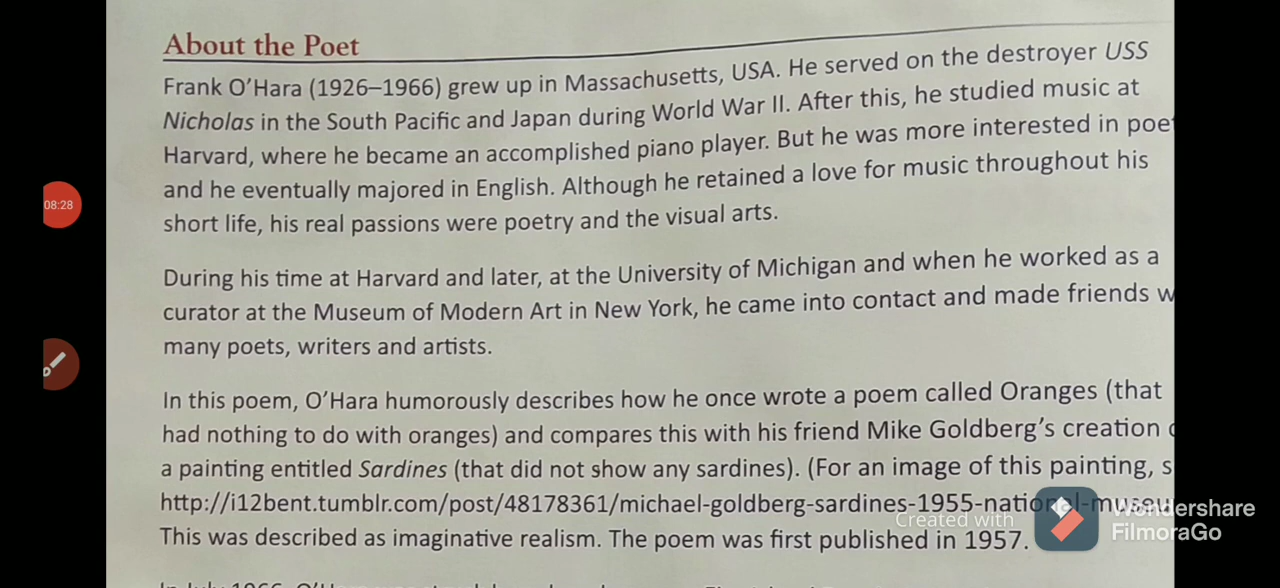 About the Poet
Frank O'Hara (1926–1966) grew up in Massachusetts, USA. He served on the destroyer USS
Nicholas in the South Pacific and Japan during World War II. After this, he studied music at
Harvard, where he became an accomplished piano player. But he was more interested in poet
and he eventually majored in English. Although he retained a love for music throughout his
short life, his real passions were poetry and the visual arts.
During his time at Harvard and later, at the University of Michigan and when he worked as a
curator at the Museum of Modern Art in New York, he came into contact and made friends w
many poets, writers and artists.
In this poem, O'Hara humorously describes how he once wrote a poem called Oranges (that
had nothing to do with oranges) and compares this with his friend Mike Goldberg's creation
a painting entitled Sardines (that did not show any sardines). (For an image of this painting, s
http://i12bent.tumblr.com/post/48178361/michael-goldberg-sardines-1955-national-museu
This was described as imaginative realism. The poem was first published in 1957.
08:28
Created with
Wondershare
FilmoraGo